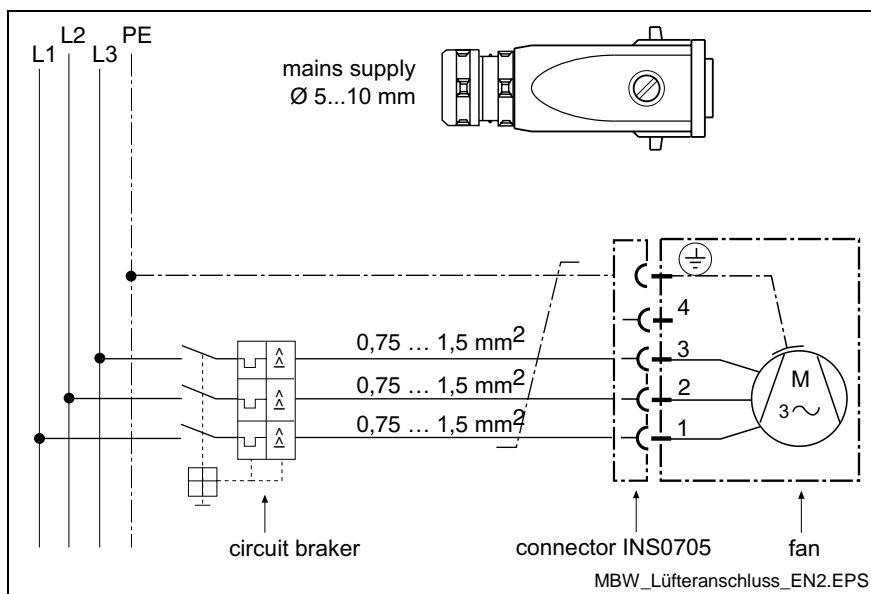 L1
L2
L3
PE
mains supply
Ø 5...10 mm
4
0,75 … 1,5 mm²
3
0,75 … 1,5 mm²
2
0,75 … 1,5 mm²
1
M
3~
circuit braker
connector INS0705
fan
MBW_Lüfteranschluss_EN2.EPS